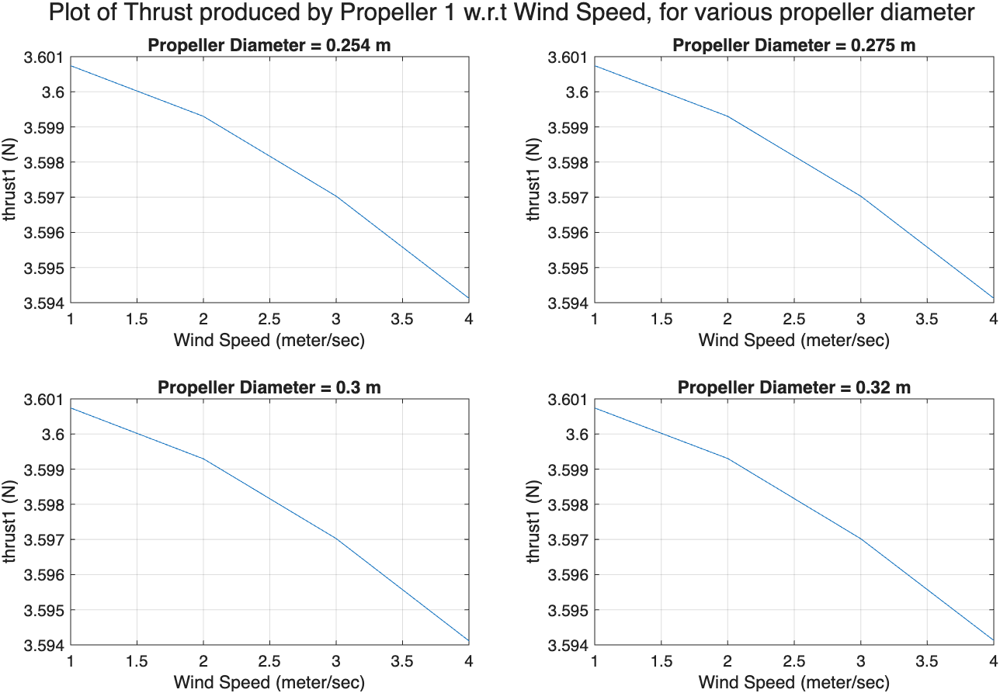 Plot of Thrust produced by Propeller 1 w.r.t Wind Speed, for various propeller diameter
Propeller Diameter = 0.254 m
3.601
3.6
3.599
3.598
3.597
3.596
3.595
3.594
thrust1 (N)
1 1.5 2 2.5 3 3.5 4
Wind Speed (meter/sec)
Propeller Diameter = 0.275 m
3.601
3.6
3.599
3.598
3.597
3.596
3.595
3.594
thrust1 (N)
1 1.5 2 2.5 3 3.5 4
Wind Speed (meter/sec)
Propeller Diameter = 0.3 m
3.601
3.6
3.599
3.598
3.597
3.596
3.595
3.594
thrust1 (N)
1 1.5 2 2.5 3 3.5 4
Wind Speed (meter/sec)
Propeller Diameter = 0.32 m
3.601
3.6
3.599
3.598
3.597
3.596
3.595
3.594
thrust1 (N)
1 1.5 2 2.5 3 3.5 4
Wind Speed (meter/sec)